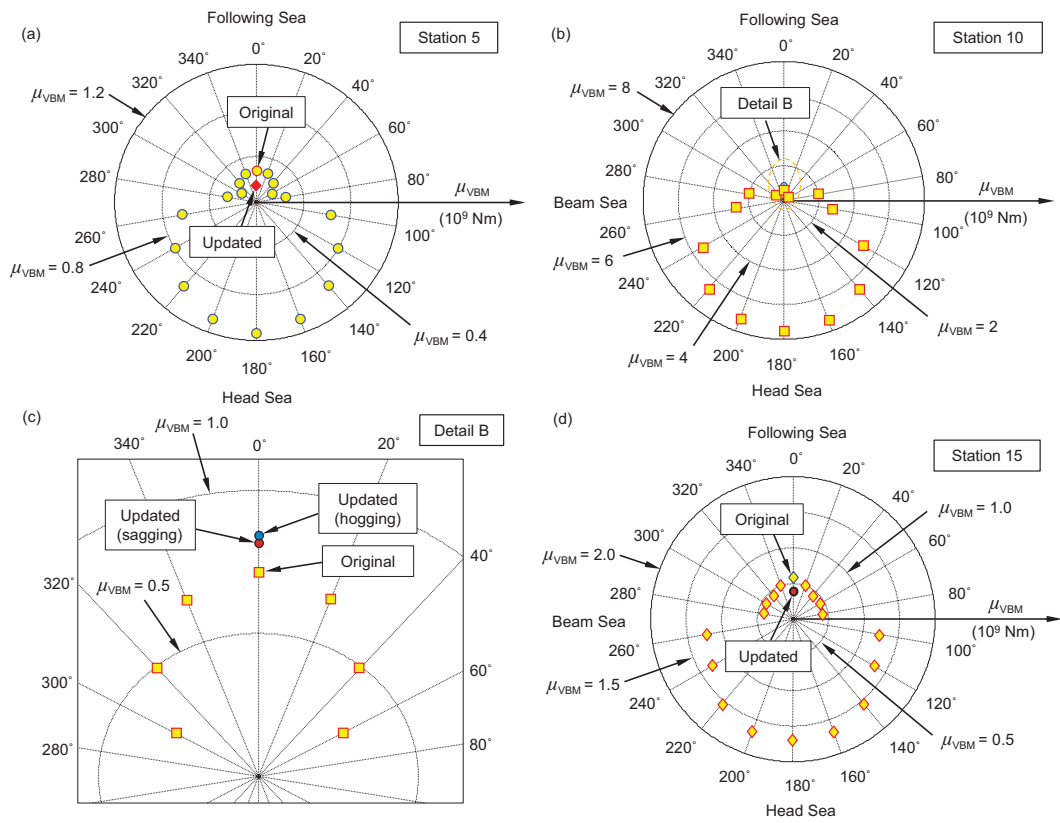 (a)
Following Sea
Station 5
0°
340°
20°
320°
40°
μVBM = 1.2
Original
300°
60°
280°
80°
μVBM
(10⁹ Nm)
Updated
260°
100°
μVBM = 0.8
240°
120°
220°
140°
μVBM = 0.4
200°
160°
180°
Head Sea
(b)
Following Sea
Station 10
0°
340°
20°
320°
40°
μVBM = 8
Detail B
300°
60°
280°
80°
μVBM
Beam Sea
(10⁹ Nm)
260°
100°
μVBM = 6
240°
120°
220°
140°
μVBM = 2
μVBM = 4
200°
160°
180°
Head Sea
(c)
μVBM = 1.0
Detail B
340°
0°
20°
Updated
(sagging)
Updated
(hogging)
Original
40°
320°
μVBM = 0.5
300°
60°
280°
80°
(d)
Following Sea
Station 15
0°
340°
20°
320°
40°
Original
μVBM = 1.0
300°
60°
μVBM = 2.0
280°
80°
μVBM
Beam Sea
(10⁹ Nm)
Updated
260°
100°
μVBM = 1.5
240°
120°
220°
140°
μVBM = 0.5
200°
160°
180°
Head Sea